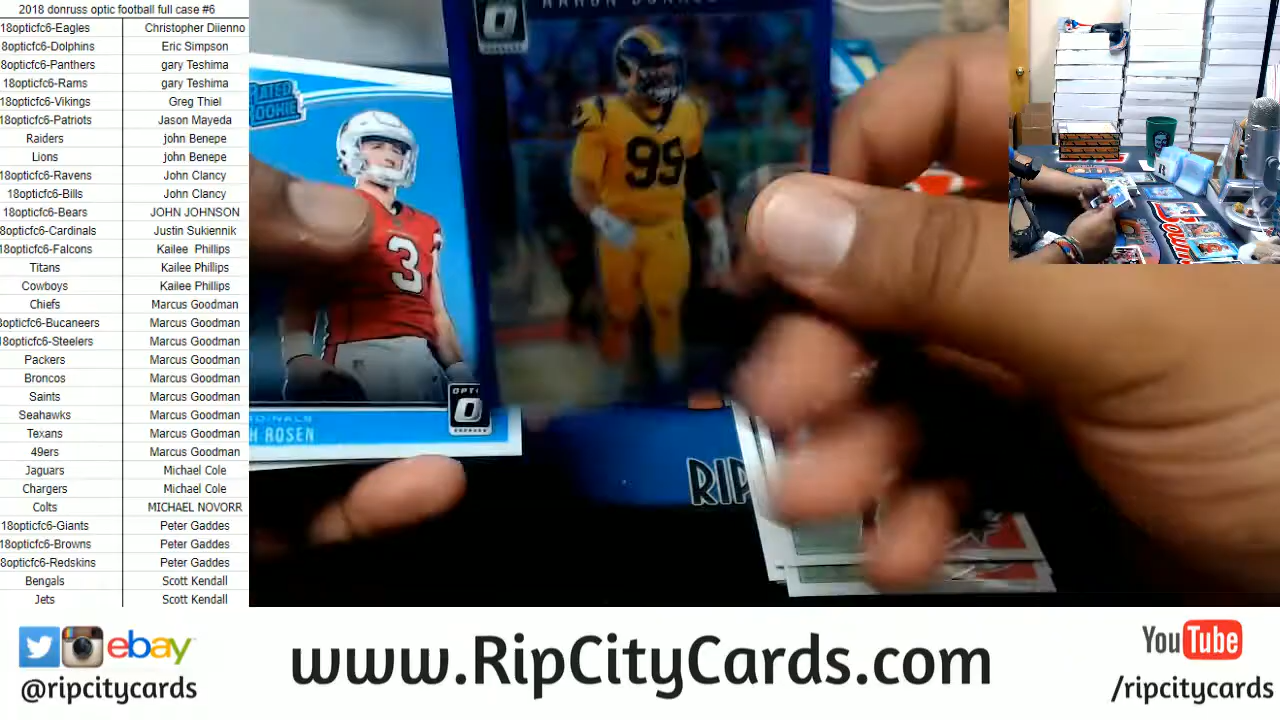 2018 donruss optic football full case #6
18opticfc6-Eagles Christopher Diienno
8opticfc6-Dolphins Eric Simpson
8opticfc6-Panthers gary Teshima
18opticfc6-Rams gary Teshima
18opticfc6-Vikings Greg Thiel
18opticfc6-Patriots Jason Mayeda
Raiders john Benepe
Lions john Benepe
18opticfc6-Ravens John Clancy
18opticfc6-Bills John Clancy
18opticfc6-Bears JOHN JOHNSON
8opticfc6-Cardinals Justin Sukiennik
18opticfc6-Falcons Kailee Phillips
Titans Kailee Phillips
Cowboys Kailee Phillips
Chiefs Marcus Goodman
8opticfc6-Bucaneers Marcus Goodman
18opticfc6-Steelers Marcus Goodman
Packers Marcus Goodman
Broncos Marcus Goodman
Saints Marcus Goodman
Seahawks Marcus Goodman
Texans Marcus Goodman
49ers Marcus Goodman
Jaguars Michael Cole
Chargers Michael Cole
Colts MICHAEL NOVORR
18opticfc6-Giants Peter Gaddes
18opticfc6-Browns Peter Gaddes
8opticfc6-Redskins Peter Gaddes
Bengals Scott Kendall
Jets Scott Kendall
RATED
ROOKIE
3
OPTI
O
DINALS
H ROSEN
O
AARON DONALD
99
RIP
ebay
@ripcitycards
www.RipCityCards.com
YouTube
/ripcitycards